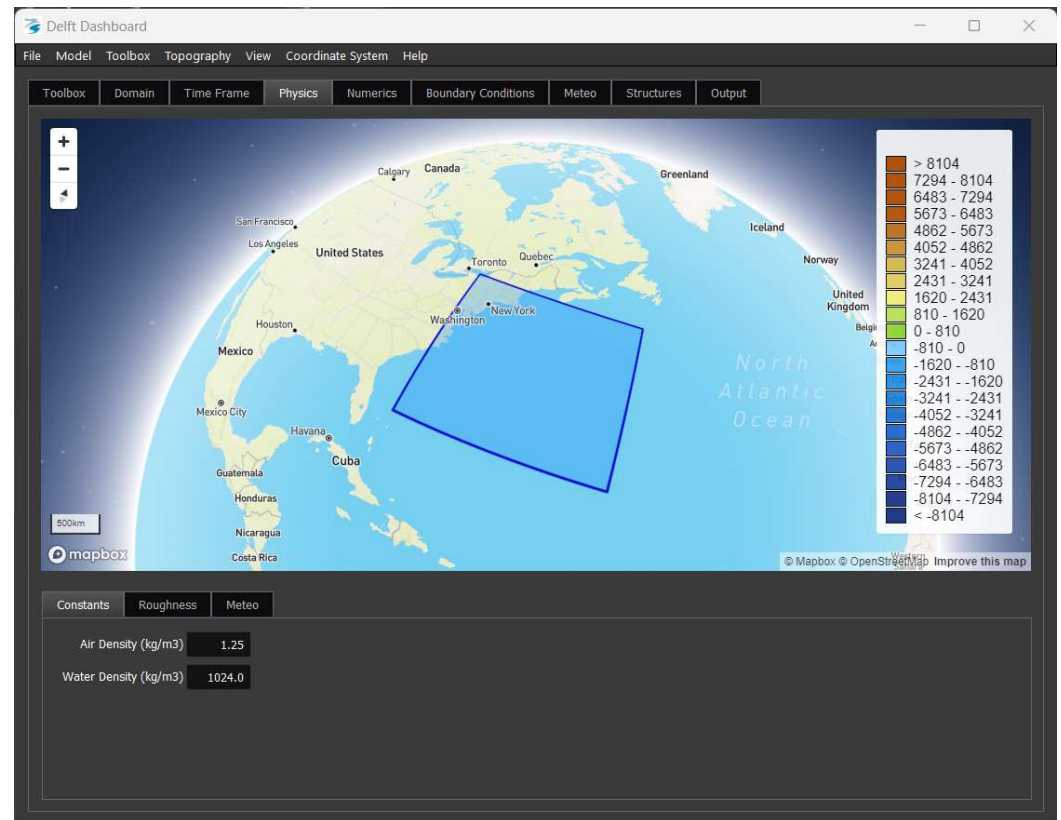 Delft Dashboard
File Model Toolbox Topography View Coordinate System Help
Toolbox Domain Time Frame Physics Numerics Boundary Conditions Meteo Structures Output
+
−
Calgary
Canada
Greenland
San Francisco
Iceland
Los Angeles
United States
Toronto
Quebec
Norway
Washington
New York
United
Kingdom
Houston
Mexico
North
Atlantic
Ocean
Mexico City
Havana
Cuba
Guatemala
Honduras
Nicaragua
Costa Rica
500km
mapbox
> 8104
7294 - 8104
6483 - 7294
5673 - 6483
4862 - 5673
4052 - 4862
3241 - 4052
2431 - 3241
1620 - 2431
810 - 1620
0 - 810
-810 - 0
-1620 - -810
-2431 - -1620
-3241 - -2431
-4052 - -3241
-4862 - -4052
-5673 - -4862
-6483 - -5673
-7294 - -6483
-8104 - -7294
< -8104
© Mapbox © OpenStreetMap Improve this map
Constants Roughness Meteo
Air Density (kg/m3) 1.25
Water Density (kg/m3) 1024.0